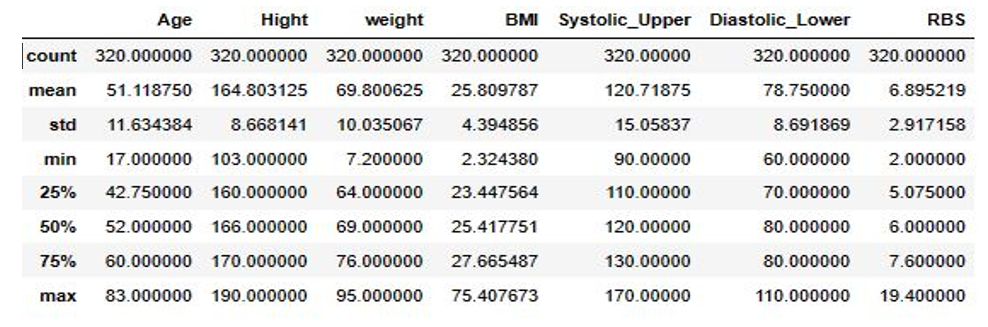 Age Hight weight BMI Systolic_Upper Diastolic_Lower RBS
count 320.000000 320.000000 320.000000 320.000000 320.00000 320.000000 320.000000
mean 51.118750 164.803125 69.800625 25.809787 120.71875 78.750000 6.895219
std 11.634384 8.668141 10.035067 4.394856 15.05837 8.691869 2.917158
min 17.000000 103.000000 7.200000 2.324380 90.00000 60.000000 2.000000
25% 42.750000 160.000000 64.000000 23.447564 110.00000 70.000000 5.075000
50% 52.000000 166.000000 69.000000 25.417751 120.00000 80.000000 6.000000
75% 60.000000 170.000000 76.000000 27.665487 130.00000 80.000000 7.600000
max 83.000000 190.000000 95.000000 75.407673 170.00000 110.000000 19.400000